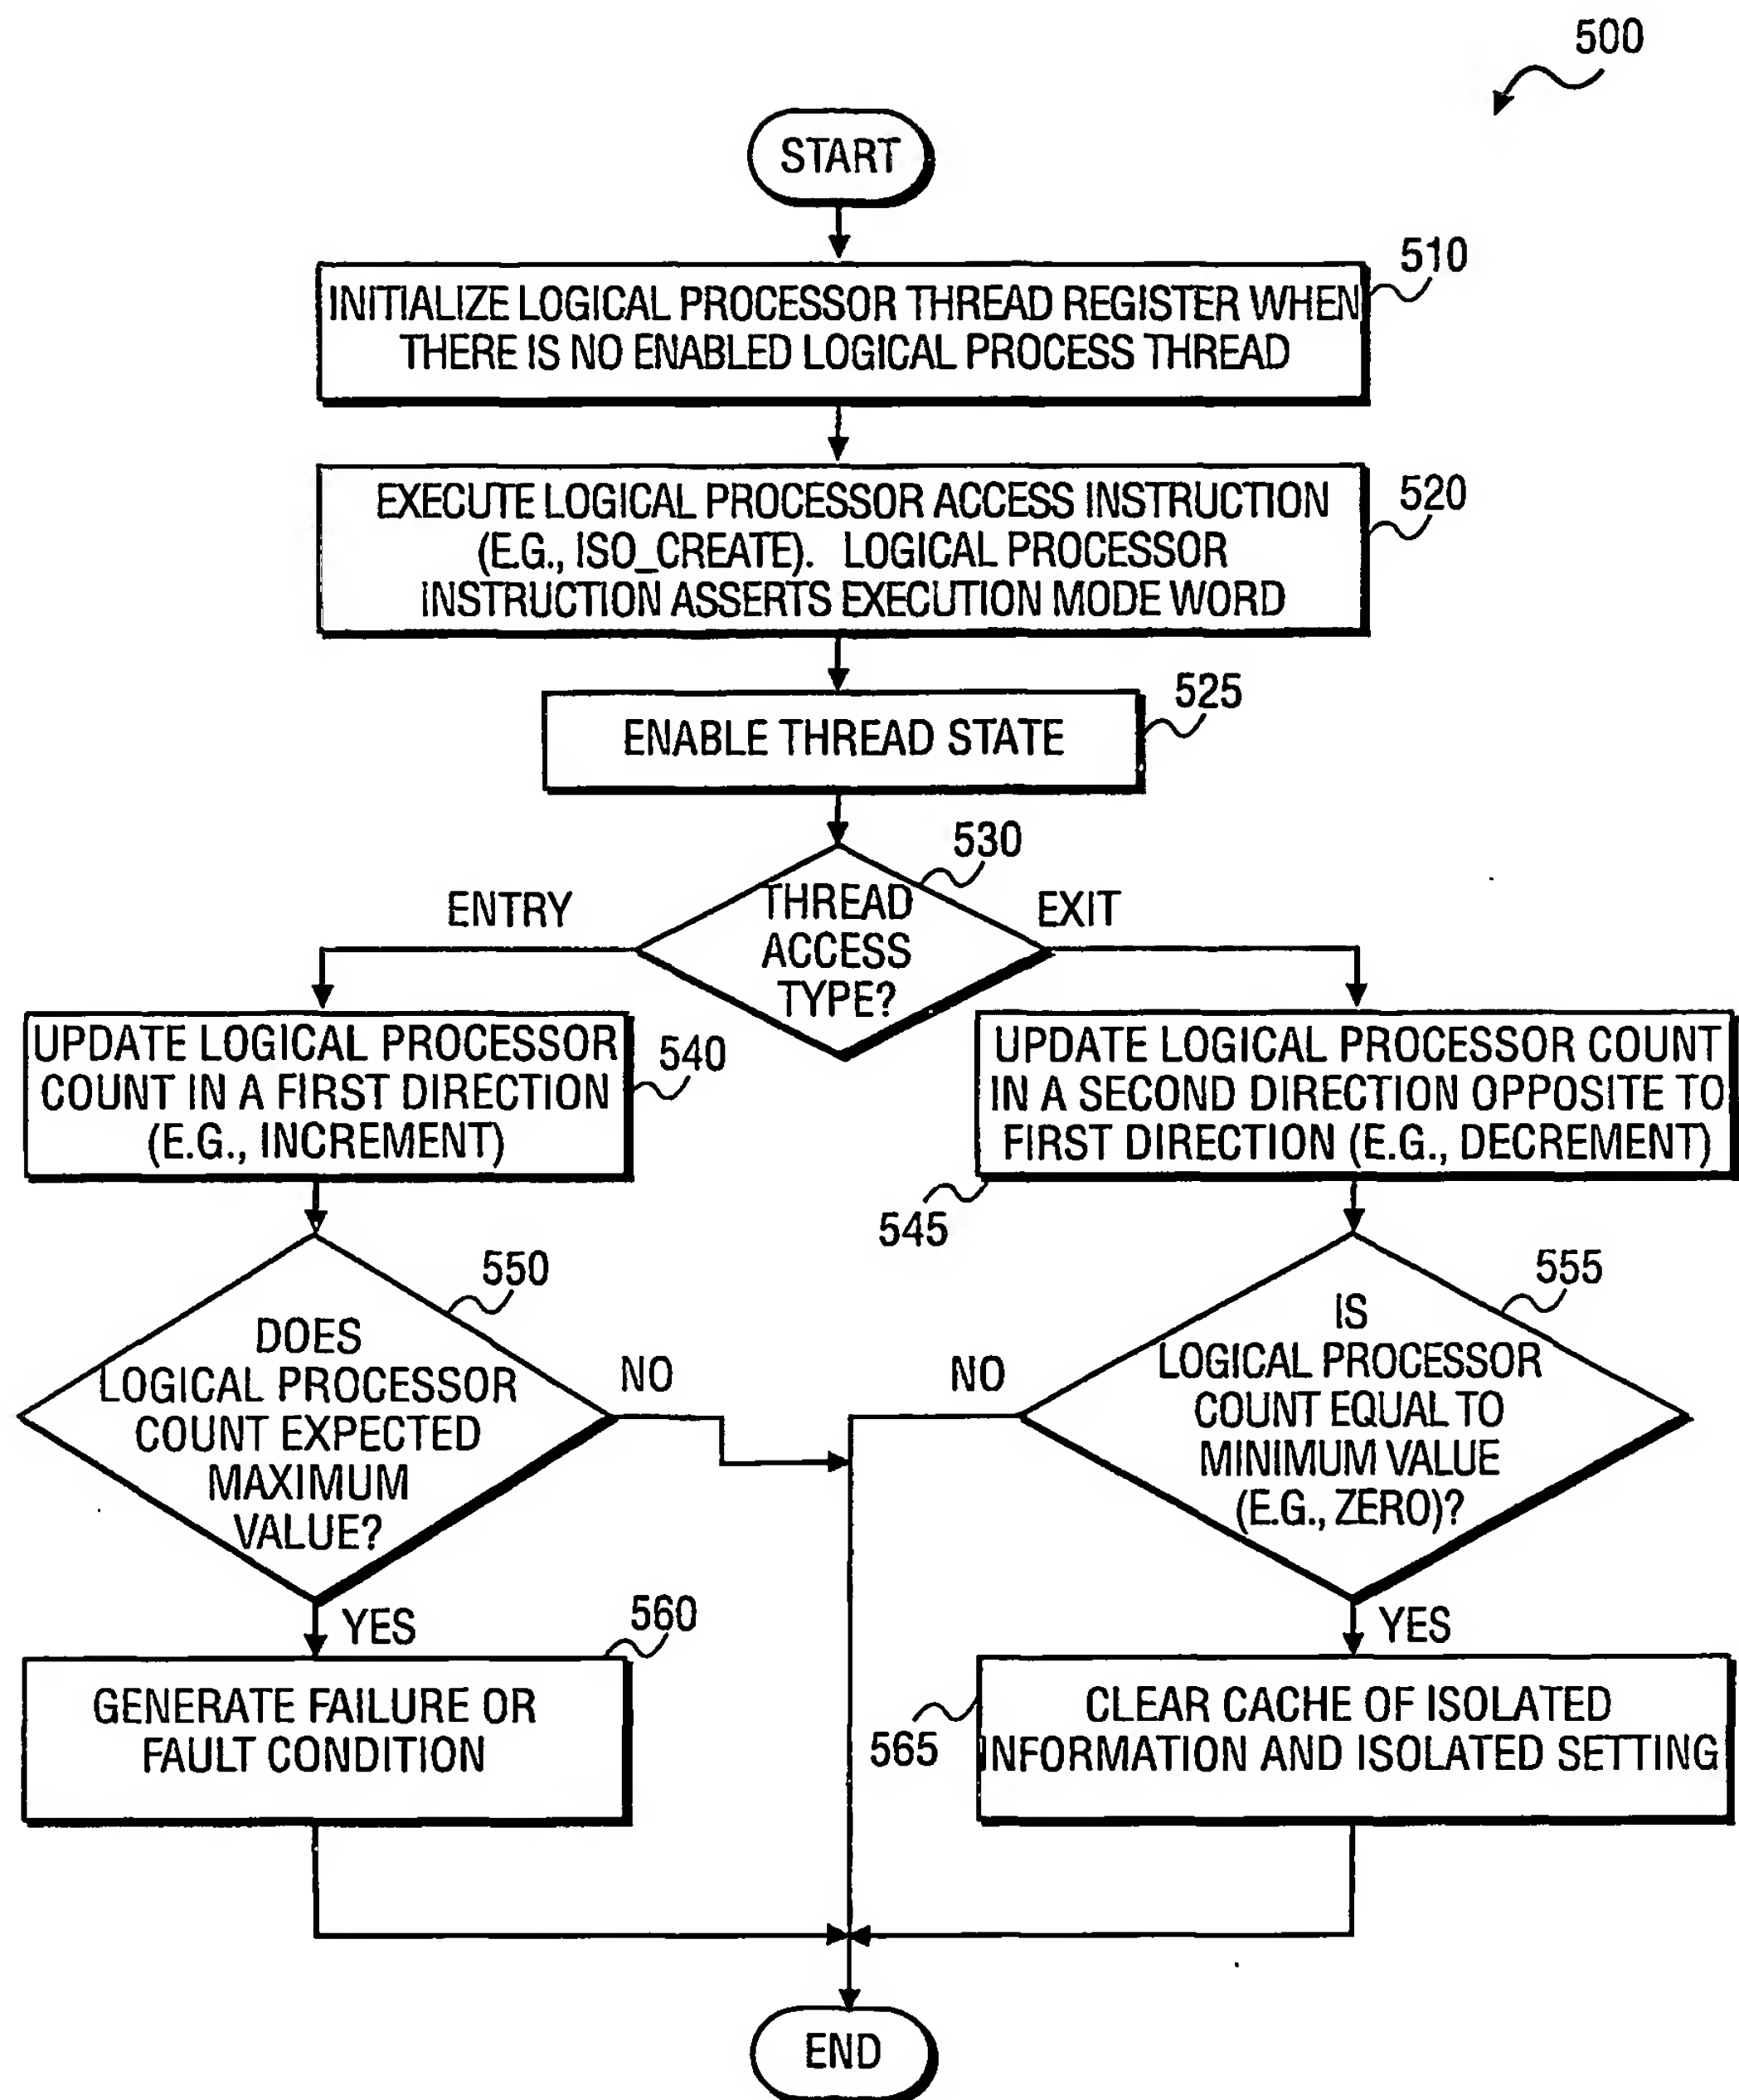 500
START
510
INITIALIZE LOGICAL PROCESSOR THREAD REGISTER WHEN
THERE IS NO ENABLED LOGICAL PROCESS THREAD
520
EXECUTE LOGICAL PROCESSOR ACCESS INSTRUCTION
(E.G., ISO_CREATE). LOGICAL PROCESSOR
INSTRUCTION ASSERTS EXECUTION MODE WORD
525
ENABLE THREAD STATE
530
THREAD
ACCESS
TYPE?
ENTRY
EXIT
UPDATE LOGICAL PROCESSOR
COUNT IN A FIRST DIRECTION
(E.G., INCREMENT)
540
UPDATE LOGICAL PROCESSOR COUNT
IN A SECOND DIRECTION OPPOSITE TO
FIRST DIRECTION (E.G., DECREMENT)
545
550
DOES
LOGICAL PROCESSOR
COUNT EXPECTED
MAXIMUM
VALUE?
NO
555
IS
LOGICAL PROCESSOR
COUNT EQUAL TO
MINIMUM VALUE
(E.G., ZERO)?
NO
YES
560
GENERATE FAILURE OR
FAULT CONDITION
YES
565
CLEAR CACHE OF ISOLATED
INFORMATION AND ISOLATED SETTING
END